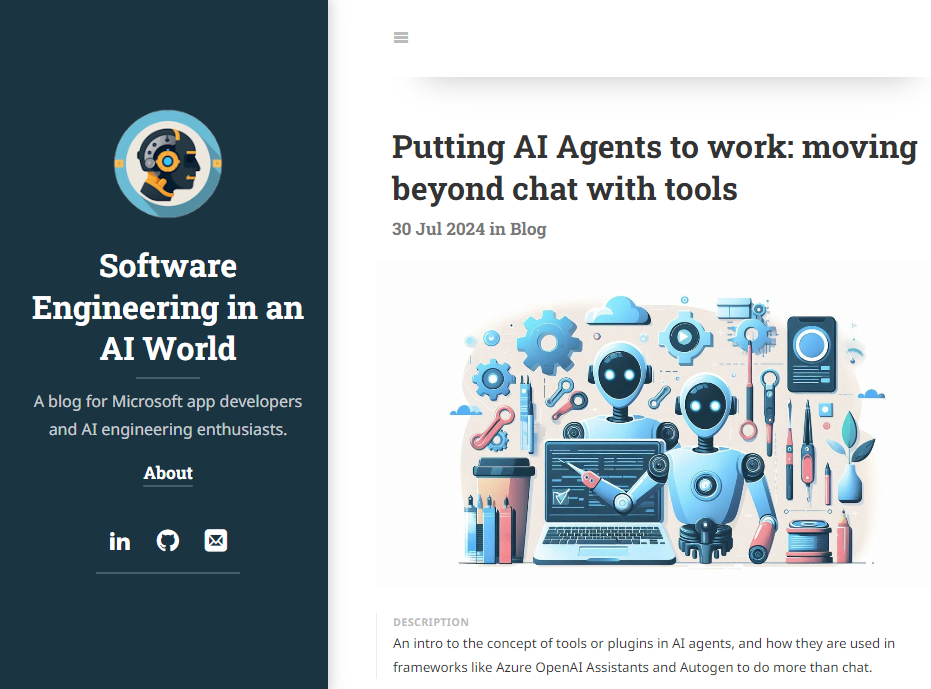 Software
Engineering in an
AI World
A blog for Microsoft app developers
and AI engineering enthusiasts.
About
in
Putting AI Agents to work: moving
beyond chat with tools
30 Jul 2024 in Blog
DESCRIPTION
An intro to the concept of tools or plugins in AI agents, and how they are used in
frameworks like Azure OpenAI Assistants and Autogen to do more than chat.